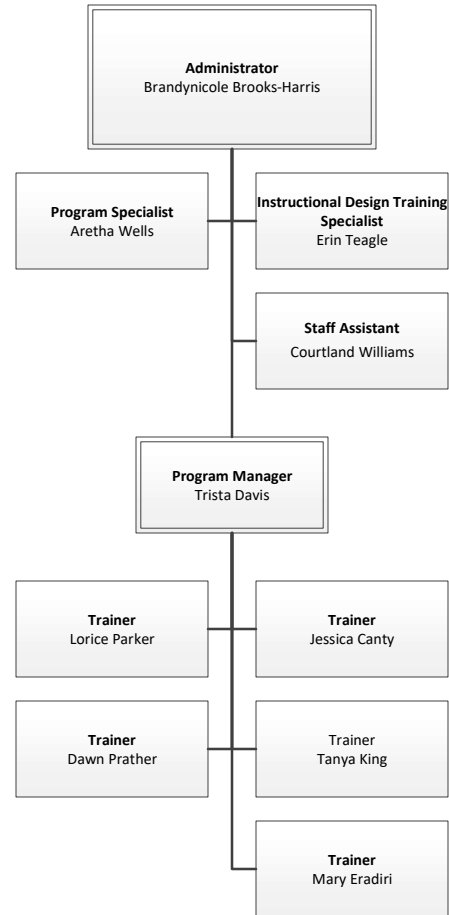 Administrator
Brandynicole Brooks-Harris
Program Specialist
Aretha Wells
Instructional Design Training
Specialist
Erin Teagle
Staff Assistant
Courtland Williams
Program Manager
Trista Davis
Trainer
Lorice Parker
Trainer
Jessica Canty
Trainer
Dawn Prather
Trainer
Tanya King
Trainer
Mary Eradiri